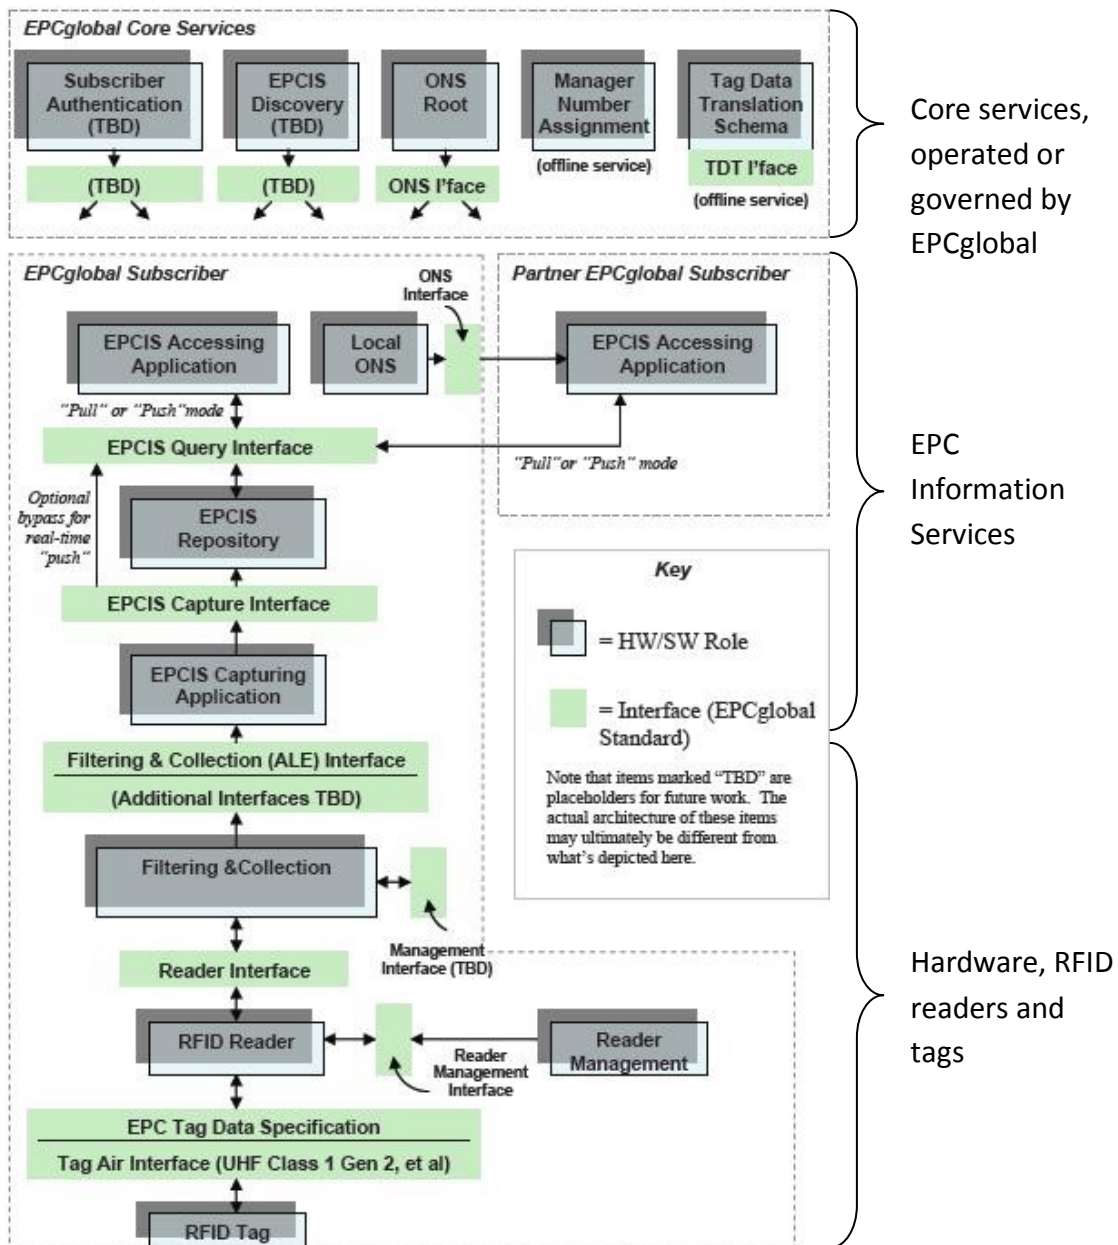 EPCglobal Core Services
Subscriber
Authentication
(TBD)
(TBD)
EPCIS
Discovery
(TBD)
(TBD)
ONS
Root
ONS I'face
Manager
Number
Assignment
(offline service)
Tag Data
Translation
Schema
TDT I'face
(offline service)
Core services,
operated or
governed by
EPCglobal
EPCglobal Subscriber
ONS
Interface
Partner EPCglobal Subscriber
EPCIS Accessing
Application
Local
ONS
EPCIS Accessing
Application
"Pull" or "Push"mode
EPCIS Query Interface
"Pull"or "Push" mode
Optional
bypass for
real-time
"push"
EPCIS
Repository
EPCIS Capture Interface
EPCIS Capturing
Application
Filtering & Collection (ALE) Interface
(Additional Interfaces TBD)
Filtering &Collection
Management
Interface (TBD)
Reader Interface
RFID Reader
Reader
Management
Interface
Reader
Management
EPC Tag Data Specification
Tag Air Interface (UHF Class 1 Gen 2, et al)
RFID Tag
Key
= HW/SW Role
= Interface (EPCglobal
Standard)
Note that items marked “TBD” are
placeholders for future work. The
actual architecture of these items
may ultimately be different from
what’s depicted here.
EPC
Information
Services
Hardware, RFID
readers and
tags